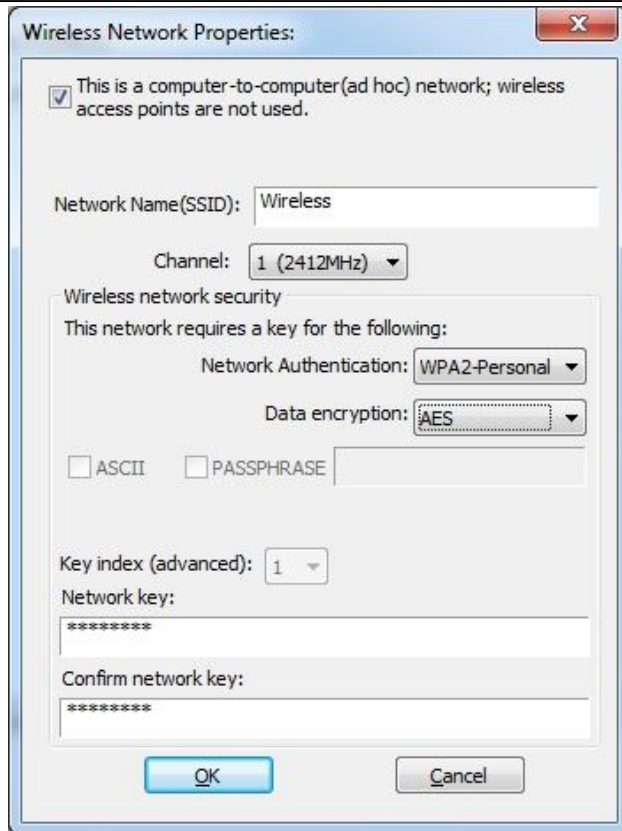 Wireless Network Properties:
This is a computer-to-computer(ad hoc) network; wireless
access points are not used.
Network Name(SSID): Wireless
Channel: 1 (2412MHz)
Wireless network security
This network requires a key for the following:
Network Authentication: WPA2-Personal
Data encryption: AES
ASCII PASSPHRASE
Key index (advanced): 1
Network key:
********
Confirm network key:
********
OK Cancel